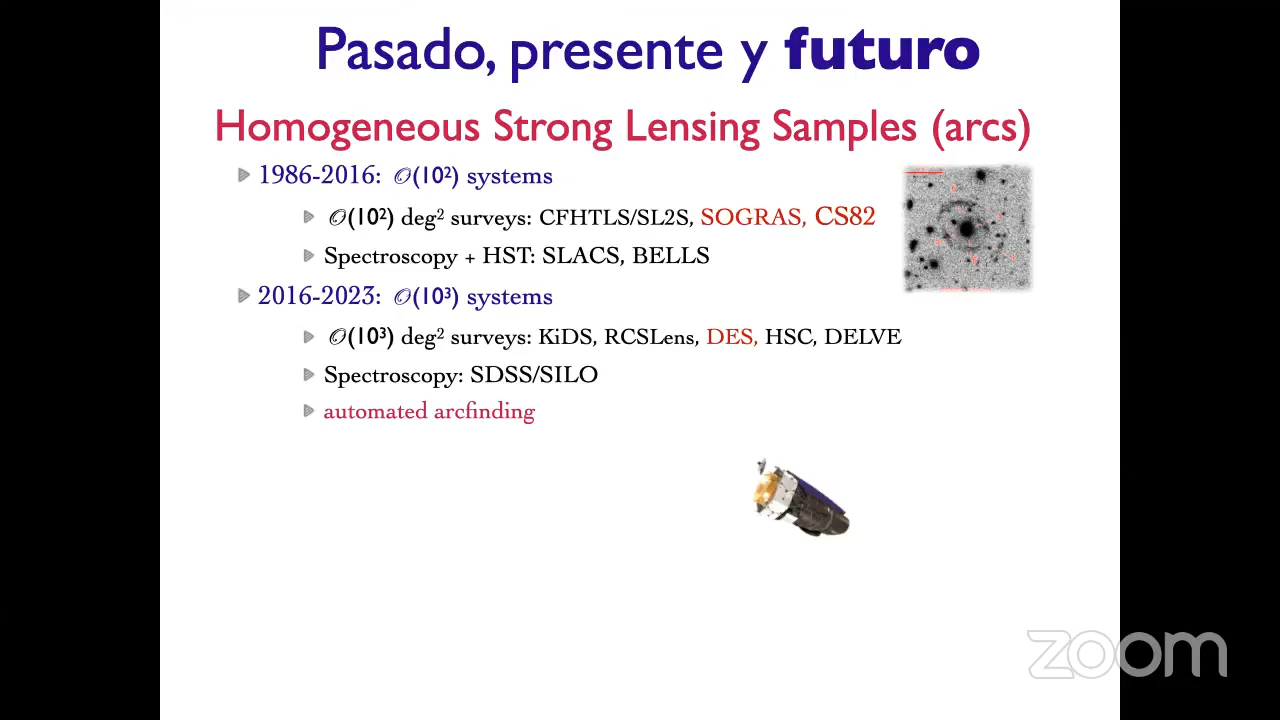 Pasado, presente y futuro
Homogeneous Strong Lensing Samples (arcs)
1986-2016: 𝒪(10²) systems
𝒪(10²) deg² surveys: CFHTLS/SL2S, SOGRAS, CS82
Spectroscopy + HST: SLACS, BELLS
2016-2023: 𝒪(10³) systems
𝒪(10³) deg² surveys: KiDS, RCSLens, DES, HSC, DELVE
Spectroscopy: SDSS/SILO
automated arcfinding
zoom